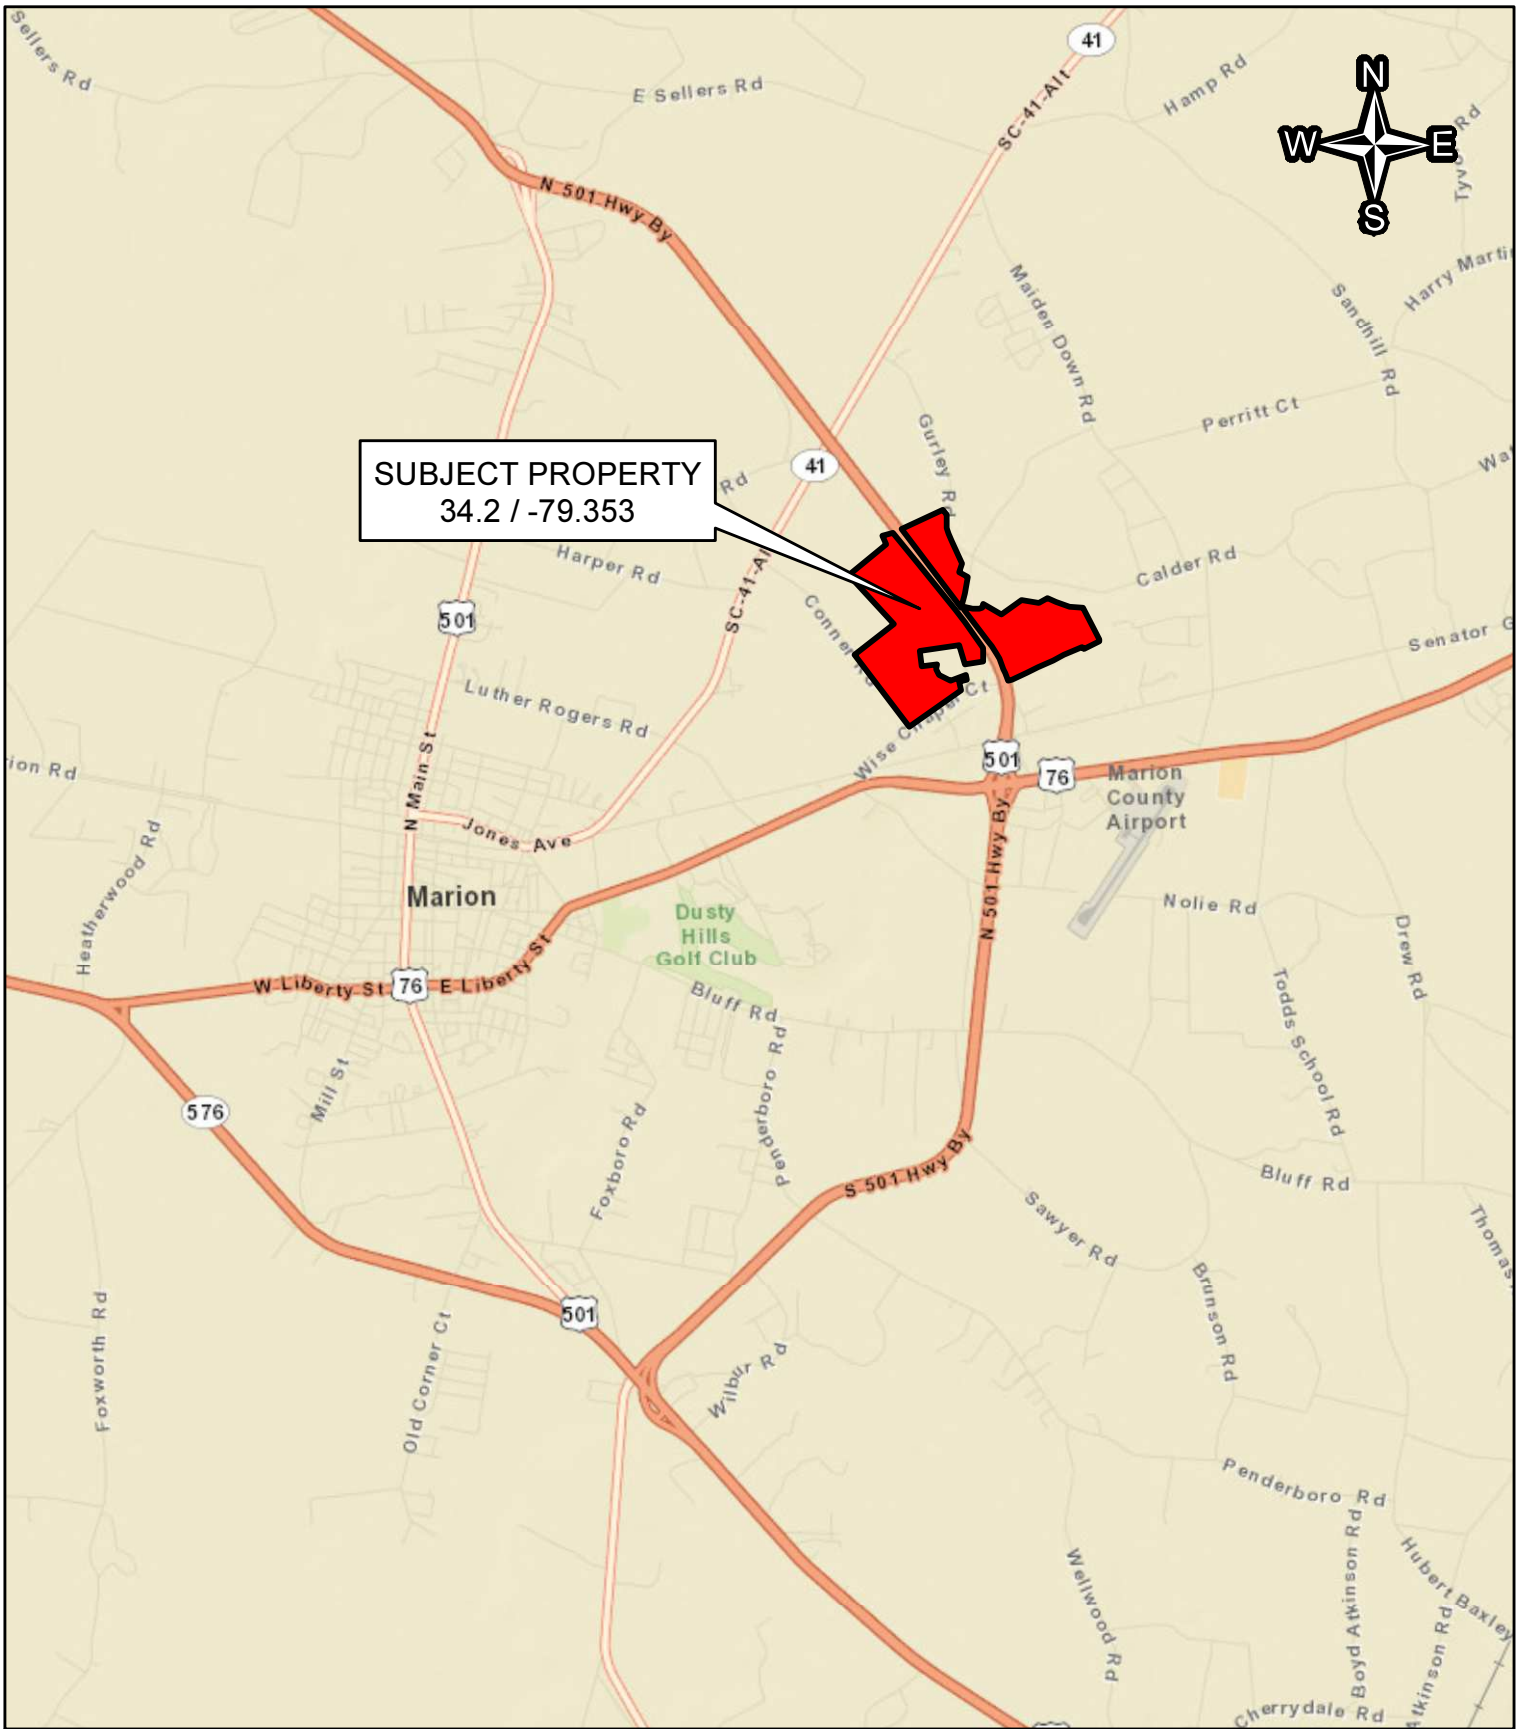 Sellers Rd
E Sellers Rd
41
SC-41-Alt
Hamp Rd
N
W
E
S
N 501 Hwy By
Harry
Maiden Down Rd
Sandhill Rd
Perritt Ct
Gurley Rd
41
SUBJECT PROPERTY
34.2 / -79.353
Rd
Harper Rd
SC-41-Al
Calder Rd
Conner
501
Senator
Luther Rogers Rd
Wise Chapel Ct
ion Rd
N Main St
501
76
Marion
County
Airport
Jones Ave
Heatherwood Rd
N 501 Hwy By
Marion
Dusty
Hills
Golf Club
Nolie Rd
Drew Rd
W Liberty St
76
E Liberty St
Bluff Rd
Todds School Rd
Penderboro Rd
Mill St
576
Foxboro Rd
S 501 Hwy By
Bluff Rd
Sawyer Rd
Thomas
Brunson Rd
Foxworth Rd
Old Corner Ct
501
Wilbur Rd
Penderboro Rd
Wellwood Rd
Boyd Atkinson Rd
Hubert Baxley
Atkinson Rd
Cherrydale Rd